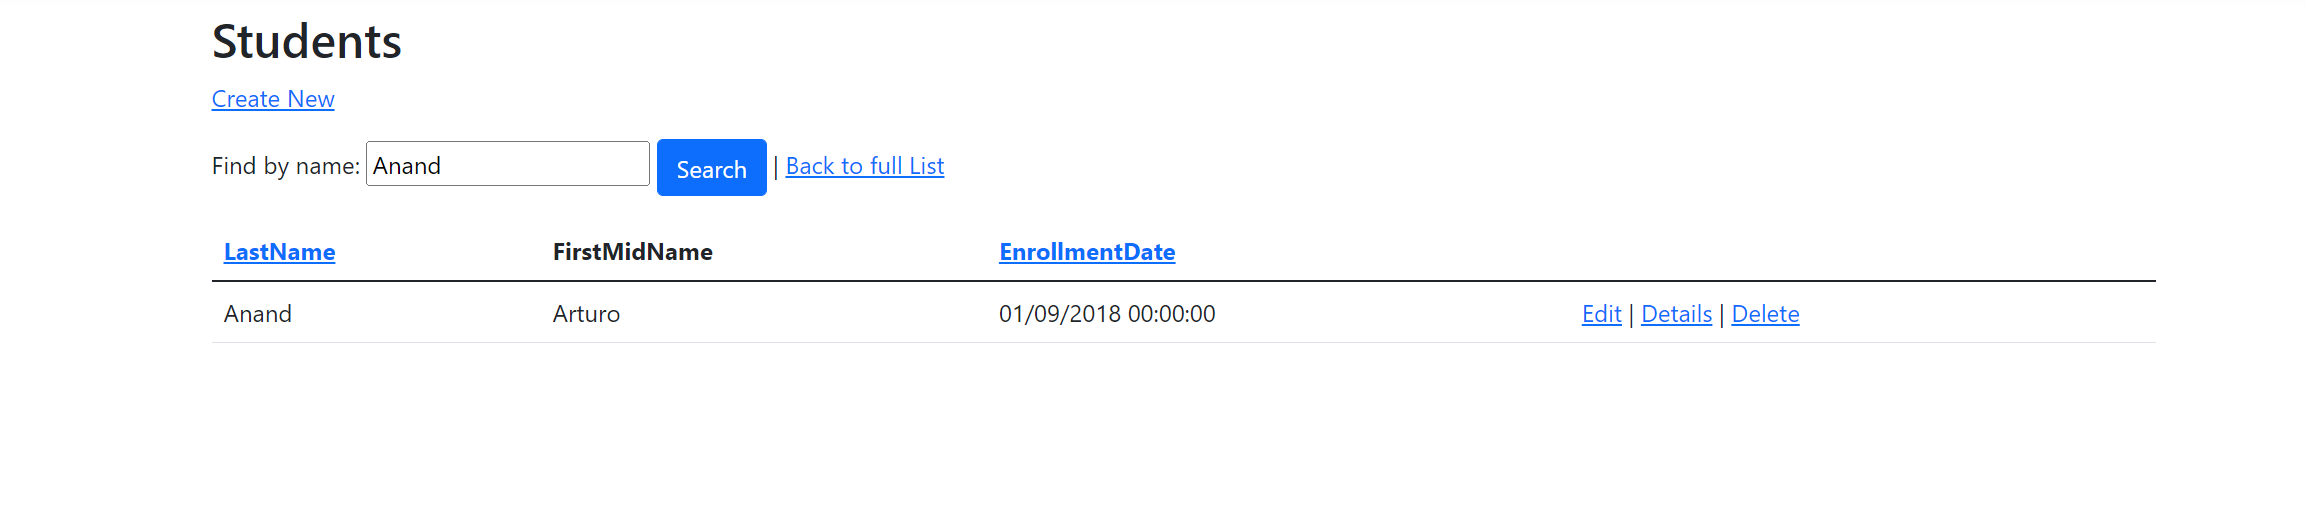 Students
Create New
Find by name: Anand Search | Back to full List
LastName FirstMidName EnrollmentDate
Anand Arturo 01/09/2018 00:00:00 Edit | Details | Delete